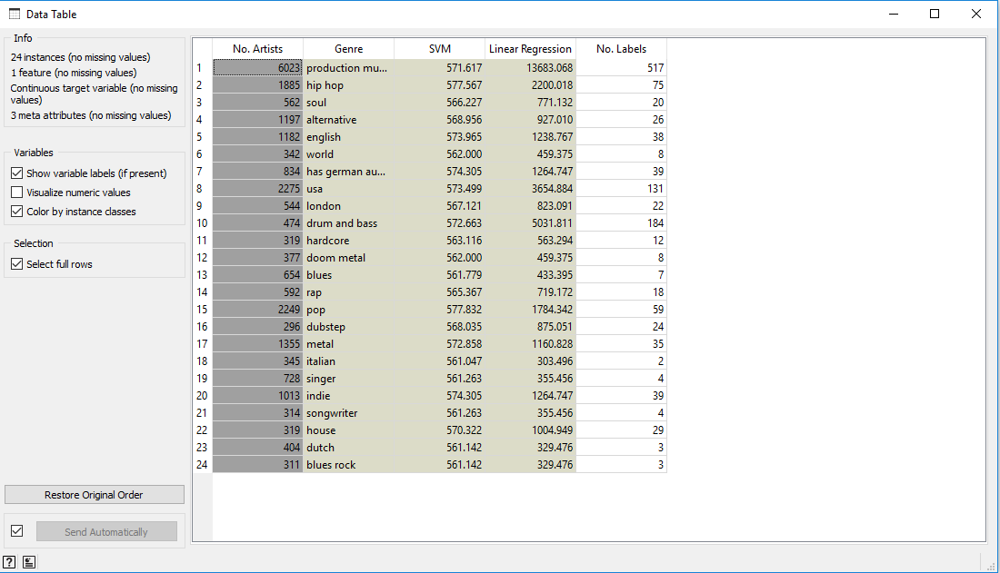 Data Table
Info
24 instances (no missing values)
1 feature (no missing values)
Continuous target variable (no missing
values)
3 meta attributes (no missing values)
Variables
Show variable labels (if present)
Visualize numeric values
Color by instance classes
Selection
Select full rows
Restore Original Order
Send Automatically
?
No. Artists Genre SVM Linear Regression No. Labels
1 6023 production mu... 571.617 13683.068 517
2 1885 hip hop 577.567 2200.018 75
3 562 soul 566.227 771.132 20
4 1197 alternative 568.956 927.010 26
5 1182 english 573.965 1238.767 38
6 342 world 562.000 459.375 8
7 834 has german au... 574.305 1264.747 39
8 2275 usa 573.499 3654.884 131
9 544 london 567.121 823.091 22
10 474 drum and bass 572.663 5031.811 184
11 319 hardcore 563.116 563.294 12
12 377 doom metal 562.000 459.375 8
13 654 blues 561.779 433.395 7
14 592 rap 565.367 719.172 18
15 2249 pop 577.832 1784.342 59
16 296 dubstep 568.035 875.051 24
17 1355 metal 572.858 1160.828 35
18 345 italian 561.047 303.496 2
19 728 singer 561.263 355.456 4
20 1013 indie 574.305 1264.747 39
21 314 songwriter 561.263 355.456 4
22 319 house 570.322 1004.949 29
23 404 dutch 561.142 329.476 3
24 311 blues rock 561.142 329.476 3